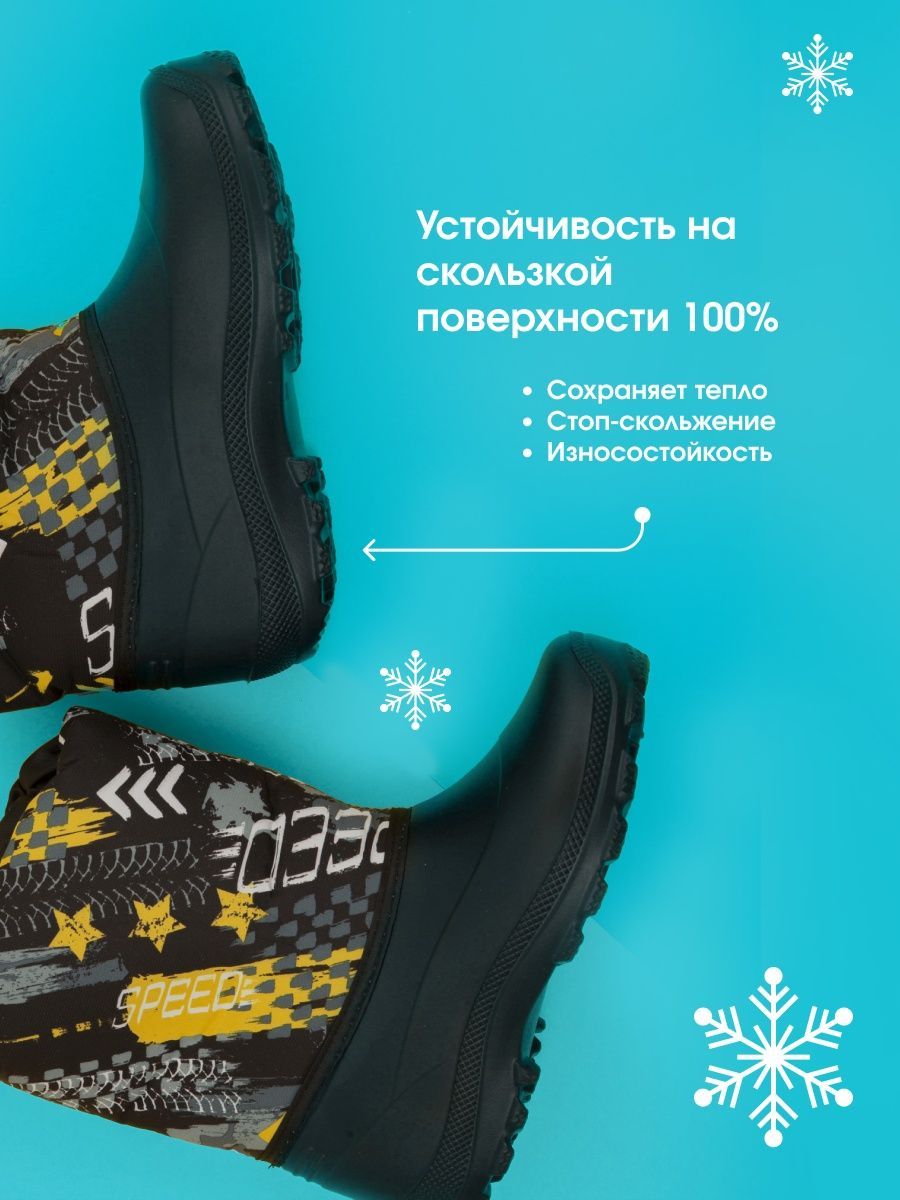 Устойчивость на
скользкой
поверхности 100%
• Сохраняет тепло
• Стоп-скольжение
• Износостойкость
SPEED